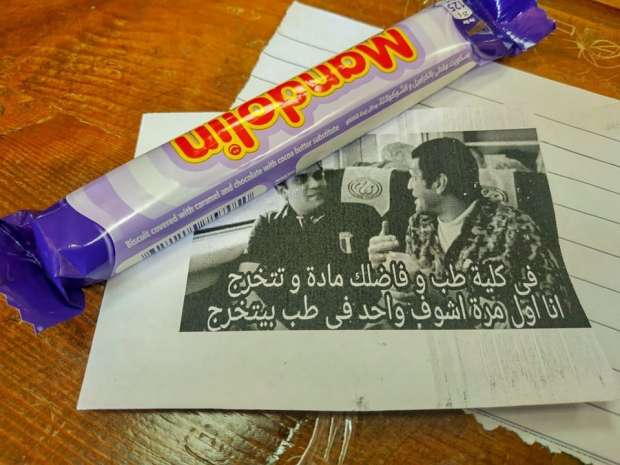 Mandolin
Biscuit covered with caramel and chocolate with cocoa butter substitute
فى كلية طب و فاضلك مادة و تتخرج
انا اول مرة اشوف واحد فى طب بيتخرج